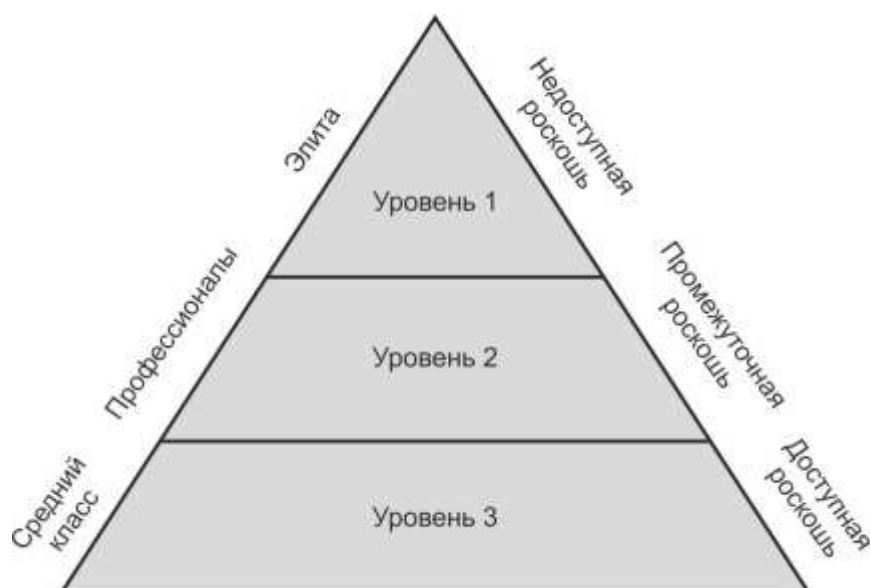 Элита
Недоступная
роскошь
Уровень 1
Профессионалы
Промежуточная
роскошь
Уровень 2
Средний
класс
Доступная
роскошь
Уровень 3